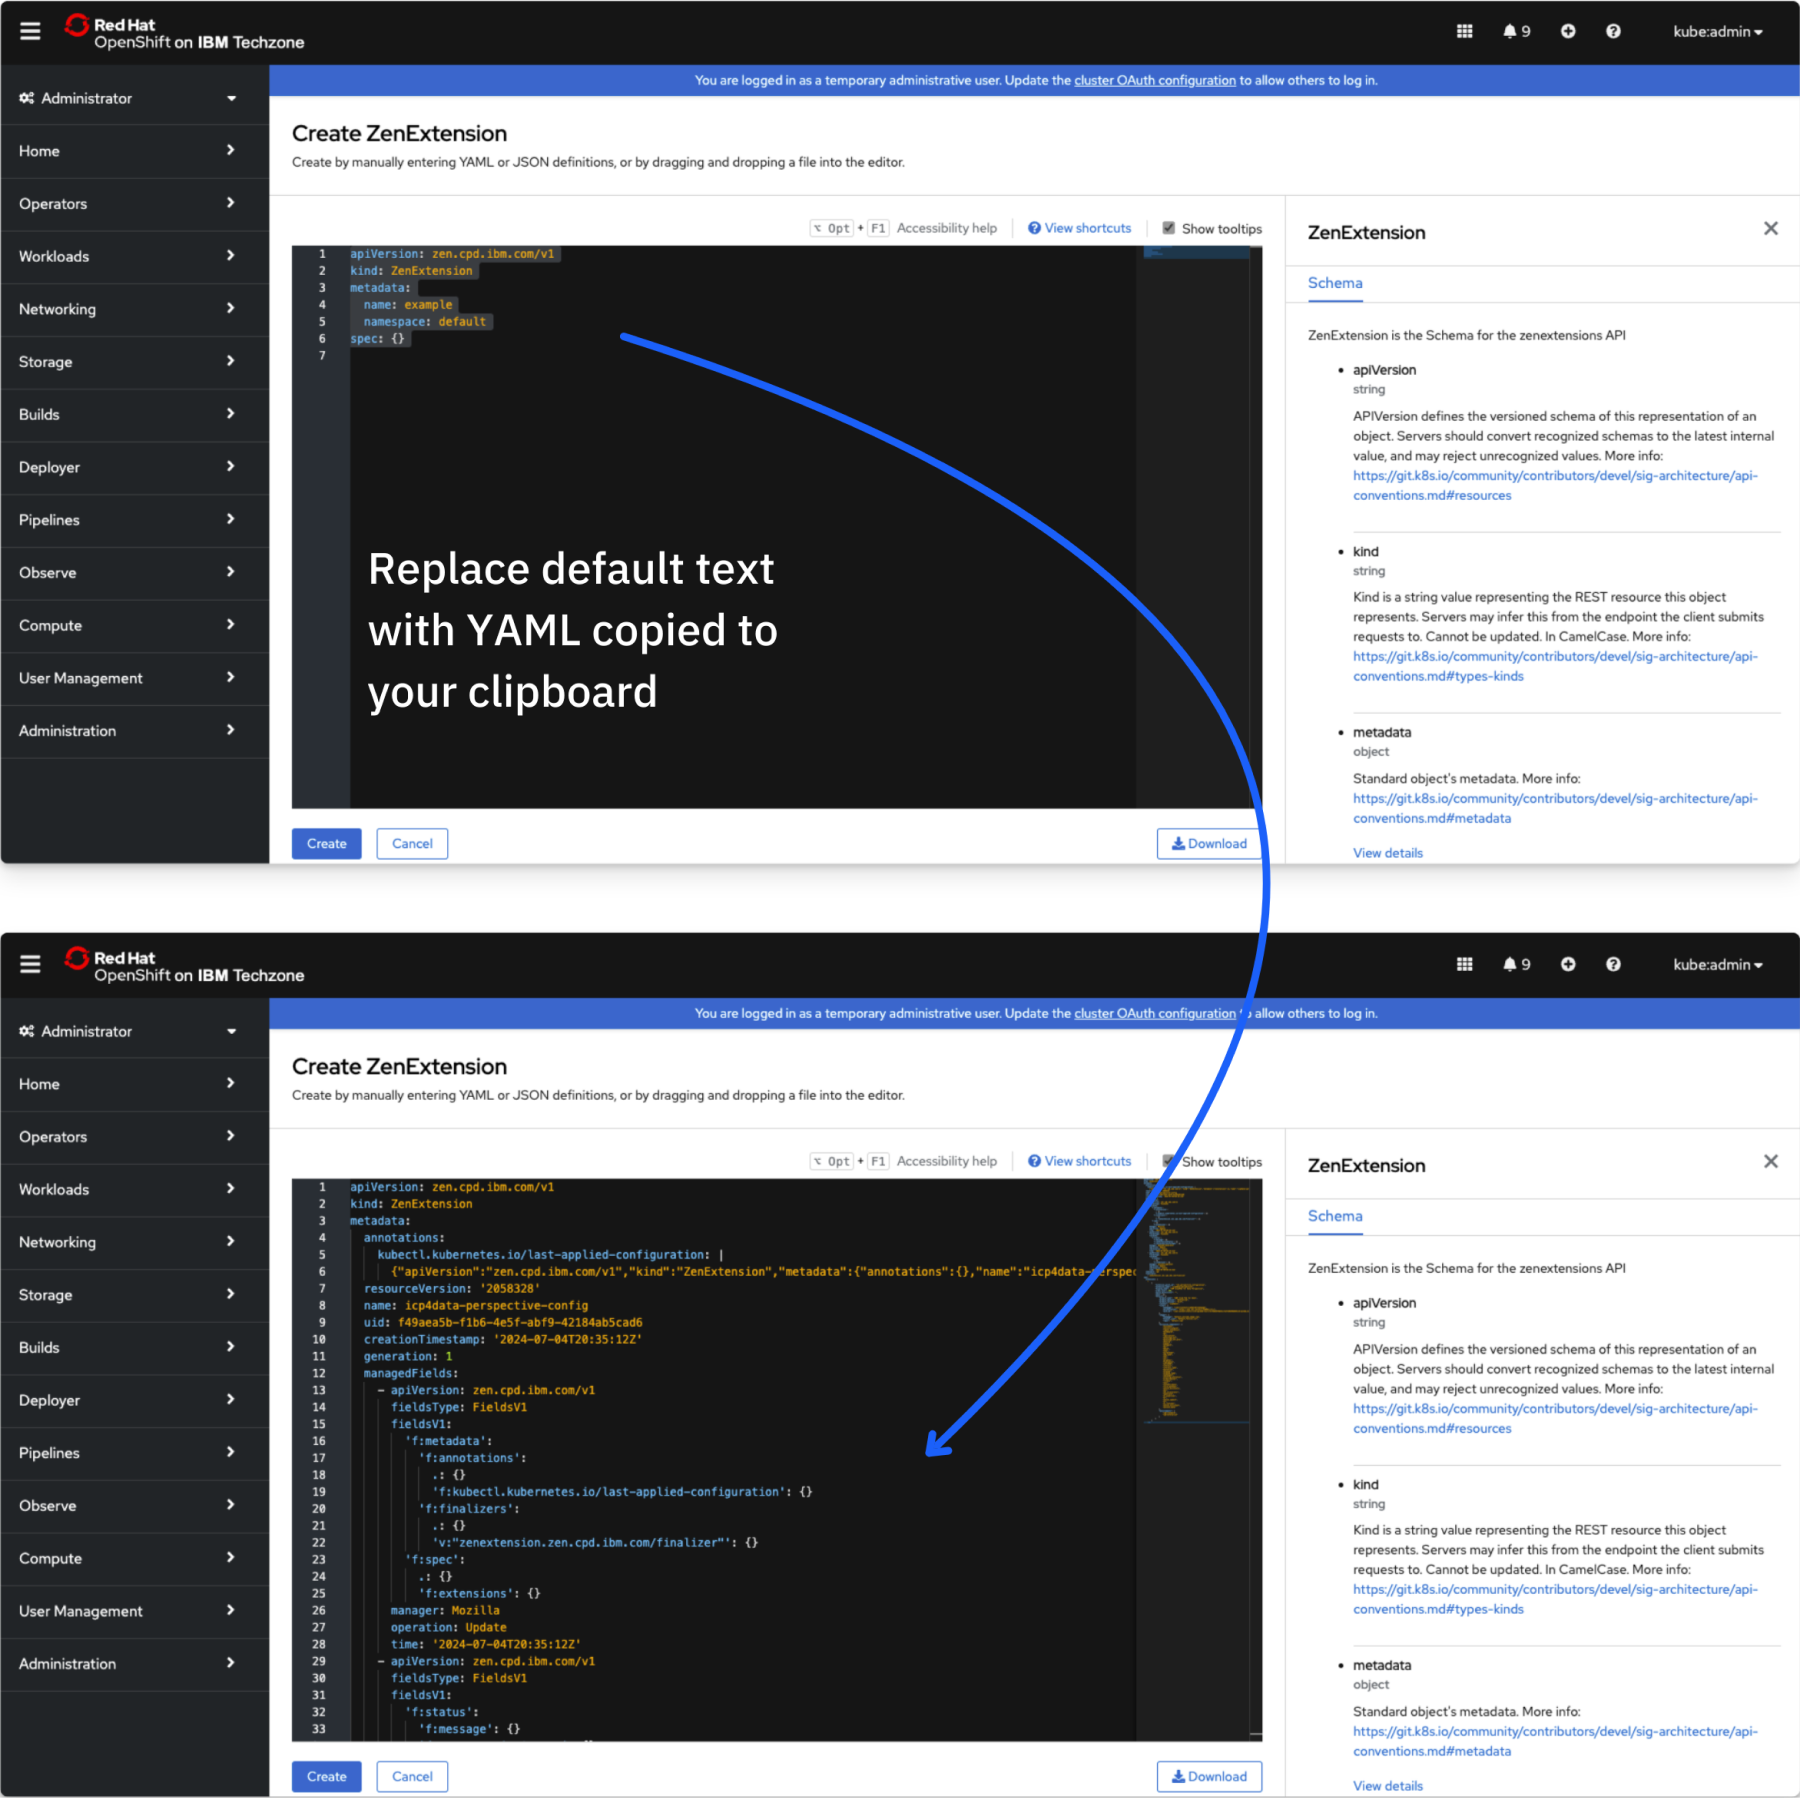 Red Hat
OpenShift on IBM Techzone
9
kube:admin
You are logged in as a temporary administrative user. Update the cluster OAuth configuration to allow others to log in.
Administrator
Home
Operators
Workloads
Networking
Storage
Builds
Deployer
Pipelines
Observe
Compute
User Management
Administration
Create ZenExtension
Create by manually entering YAML or JSON definitions, or by dragging and dropping a file into the editor.
⌥ Opt + F1 Accessibility help
View shortcuts
Show tooltips
1 apiVersion: zen.cpd.ibm.com/v1
2 kind: ZenExtension
3 metadata:
4   name: example
5   namespace: default
6 spec: {}
7
Replace default text
with YAML copied to
your clipboard
Create
Cancel
Download
ZenExtension
Schema
ZenExtension is the Schema for the zenextensions API
• apiVersion
string
APIVersion defines the versioned schema of this representation of an
object. Servers should convert recognized schemas to the latest internal
value, and may reject unrecognized values. More info:
https://git.k8s.io/community/contributors/devel/sig-architecture/api-
conventions.md#resources
• kind
string
Kind is a string value representing the REST resource this object
represents. Servers may infer this from the endpoint the client submits
requests to. Cannot be updated. In CamelCase. More info:
https://git.k8s.io/community/contributors/devel/sig-architecture/api-
conventions.md#types-kinds
• metadata
object
Standard object's metadata. More info:
https://git.k8s.io/community/contributors/devel/sig-architecture/api-
conventions.md#metadata
View details
Red Hat
OpenShift on IBM Techzone
9
kube:admin
You are logged in as a temporary administrative user. Update the cluster OAuth configuration allow others to log in.
Administrator
Home
Operators
Workloads
Networking
Storage
Builds
Deployer
Pipelines
Observe
Compute
User Management
Administration
Create ZenExtension
Create by manually entering YAML or JSON definitions, or by dragging and dropping a file into the editor.
⌥ Opt + F1 Accessibility help
View shortcuts
Show tooltips
1 apiVersion: zen.cpd.ibm.com/v1
2 kind: ZenExtension
3 metadata:
4   annotations:
5     kubectl.kubernetes.io/last-applied-configuration: |
6       {"apiVersion":"zen.cpd.ibm.com/v1","kind":"ZenExtension","metadata":{"annotations":{},"name":"icp4data-perspec
7   resourceVersion: '2058328'
8   name: icp4data-perspective-config
9   uid: f49aea5b-f1b6-4e5f-abf9-42184ab5cad6
10   creationTimestamp: '2024-07-04T20:35:12Z'
11   generation: 1
12   managedFields:
13     - apiVersion: zen.cpd.ibm.com/v1
14       fieldsType: FieldsV1
15       fieldsV1:
16         'f:metadata':
17           'f:annotations':
18             .: {}
19             'f:kubectl.kubernetes.io/last-applied-configuration': {}
20           'f:finalizers':
21             .: {}
22             'v:"zenextension.zen.cpd.ibm.com/finalizer"': {}
23         'f:spec':
24           .: {}
25           'f:extensions': {}
26       manager: Mozilla
27       operation: Update
28       time: '2024-07-04T20:35:12Z'
29     - apiVersion: zen.cpd.ibm.com/v1
30       fieldsType: FieldsV1
31       fieldsV1:
32         'f:status':
33           'f:message': {}
Create
Cancel
Download
ZenExtension
Schema
ZenExtension is the Schema for the zenextensions API
• apiVersion
string
APIVersion defines the versioned schema of this representation of an
object. Servers should convert recognized schemas to the latest internal
value, and may reject unrecognized values. More info:
https://git.k8s.io/community/contributors/devel/sig-architecture/api-
conventions.md#resources
• kind
string
Kind is a string value representing the REST resource this object
represents. Servers may infer this from the endpoint the client submits
requests to. Cannot be updated. In CamelCase. More info:
https://git.k8s.io/community/contributors/devel/sig-architecture/api-
conventions.md#types-kinds
• metadata
object
Standard object's metadata. More info:
https://git.k8s.io/community/contributors/devel/sig-architecture/api-
conventions.md#metadata
View details